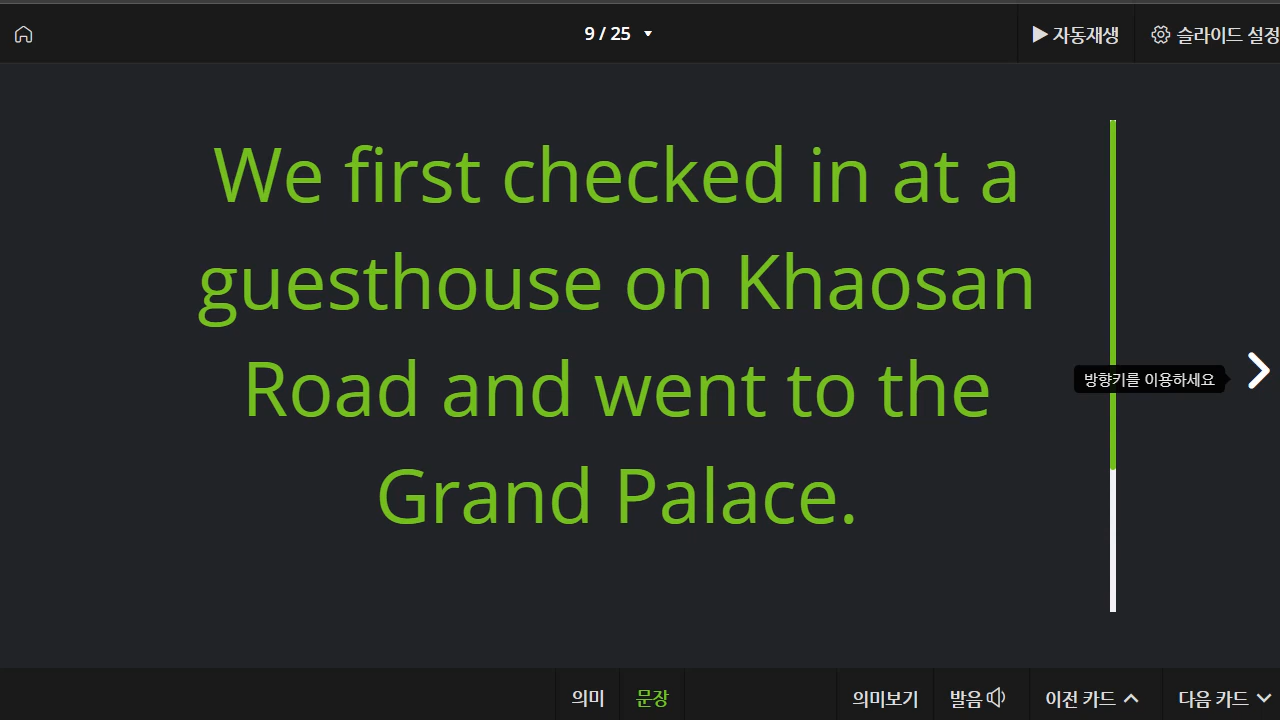 9 / 25
자동재생
슬라이드 설정
We first checked in at a
guesthouse on Khaosan
Road and went to the
Grand Palace.
방향키를 이용하세요
의미
문장
의미보기
발음
이전 카드
다음 카드